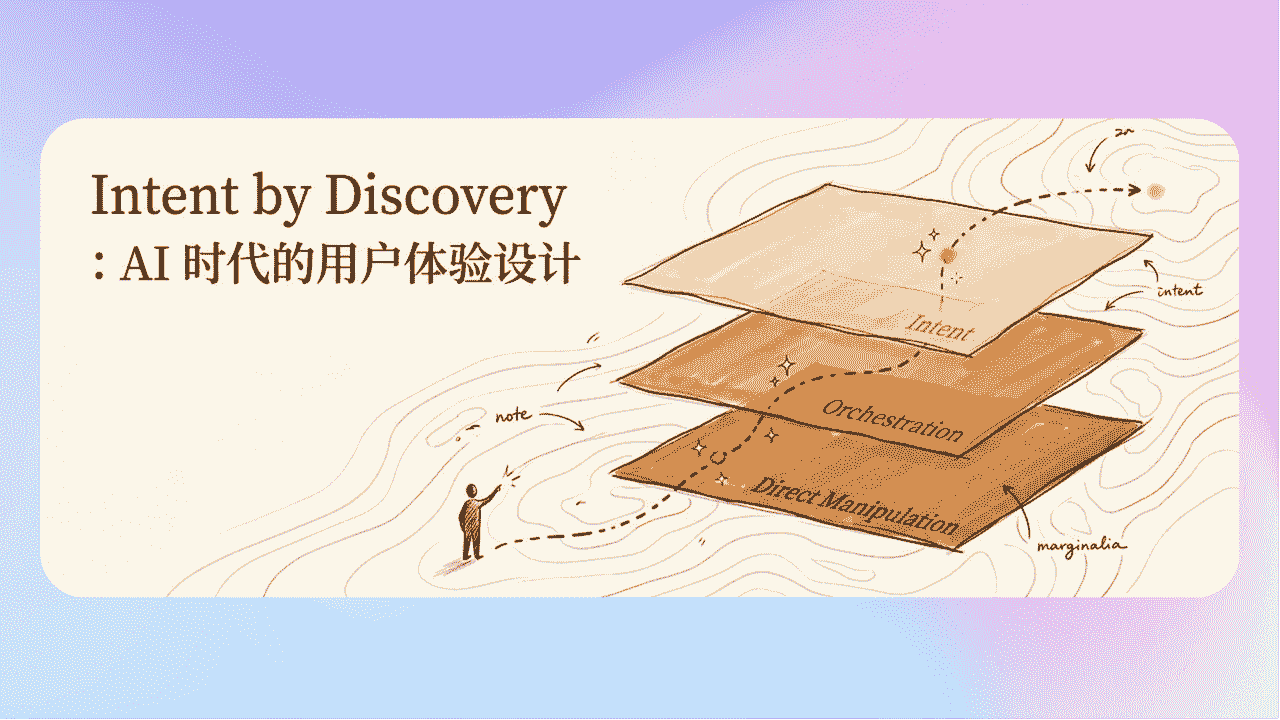 Intent by Discovery
: AI 时代的用户体验设计
intent
Intent
Orchestration
note
Direct Manipulation
marginalia